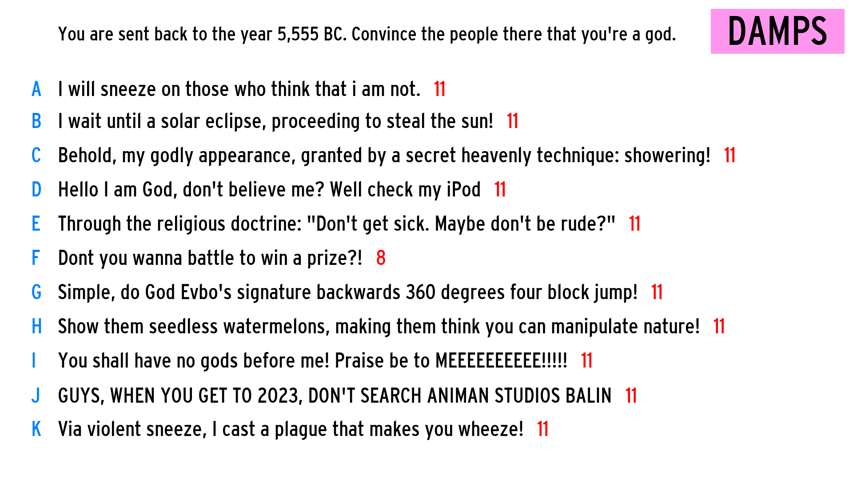 You are sent back to the year 5,555 BC. Convince the people there that you're a god.
DAMPS
A I will sneeze on those who think that i am not. 11
B I wait until a solar eclipse, proceeding to steal the sun! 11
C Behold, my godly appearance, granted by a secret heavenly technique: showering! 11
D Hello I am God, don't believe me? Well check my iPod 11
E Through the religious doctrine: "Don't get sick. Maybe don't be rude?" 11
F Dont you wanna battle to win a prize?! 8
G Simple, do God Evbo's signature backwards 360 degrees four block jump! 11
H Show them seedless watermelons, making them think you can manipulate nature! 11
I You shall have no gods before me! Praise be to MEEEEEEEEEE!!!!! 11
J GUYS, WHEN YOU GET TO 2023, DON'T SEARCH ANIMAN STUDIOS BALIN 11
K Via violent sneeze, I cast a plague that makes you wheeze! 11